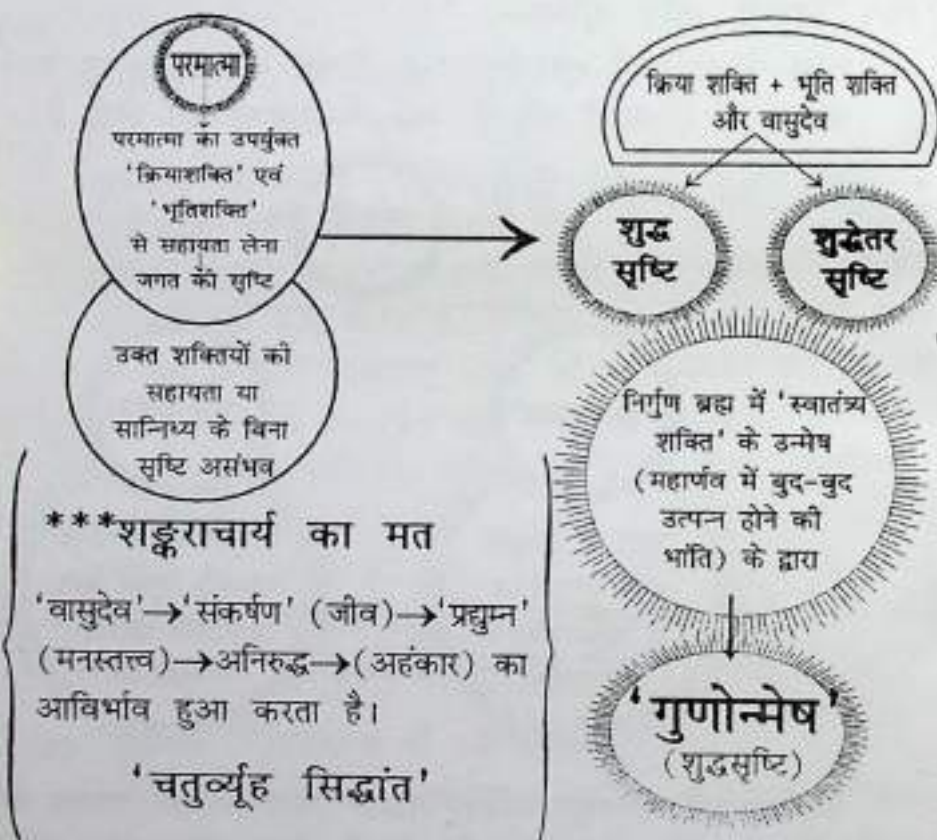 परमात्मा
परमात्मा का उपर्युक्त
'क्रियाशक्ति' एवं
'भूतिशक्ति'
से सहायता लेना
जगत की सृष्टि
उक्त शक्तियों की
सहायता या
सान्निध्य के बिना
सृष्टि असंभव
***शङ्कराचार्य का मत
'वासुदेव'→'संकर्षण' (जीव)→'प्रद्युम्न'
(मनस्तत्त्व)→अनिरुद्ध→(अहंकार) का
आविर्भाव हुआ करता है।
'चतुर्व्यूह सिद्धांत'
क्रिया शक्ति + भूति शक्ति
और वासुदेव
शुद्ध
सृष्टि
शुद्धेतर
सृष्टि
निर्गुण ब्रह्म में 'स्वातंत्र्य
शक्ति' के उन्मेष
(महार्णव में बुद-बुद
उत्पन्न होने की
भांति) के द्वारा
'गुणोन्मेष'
(शुद्धसृष्टि)